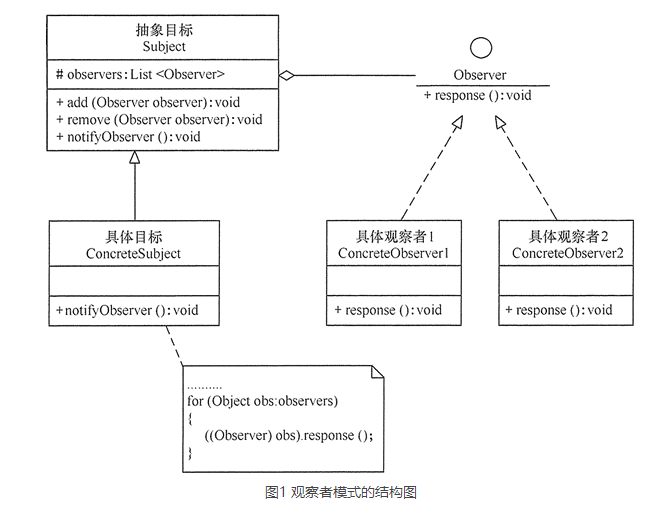 抽象目标
Subject
# observers:List <Observer>
+ add (Observer observer):void
+ remove (Observer observer):void
+ notifyObserver ():void
Observer
+ response ():void
具体目标
ConcreteSubject
+notifyObserver ():void
具体观察者1
ConcreteObserver1
+ response ():void
具体观察者2
ConcreteObserver2
+ response ():void
..........
for (Object obs:observers)
{
((Observer) obs).response ();
}
图1 观察者模式的结构图